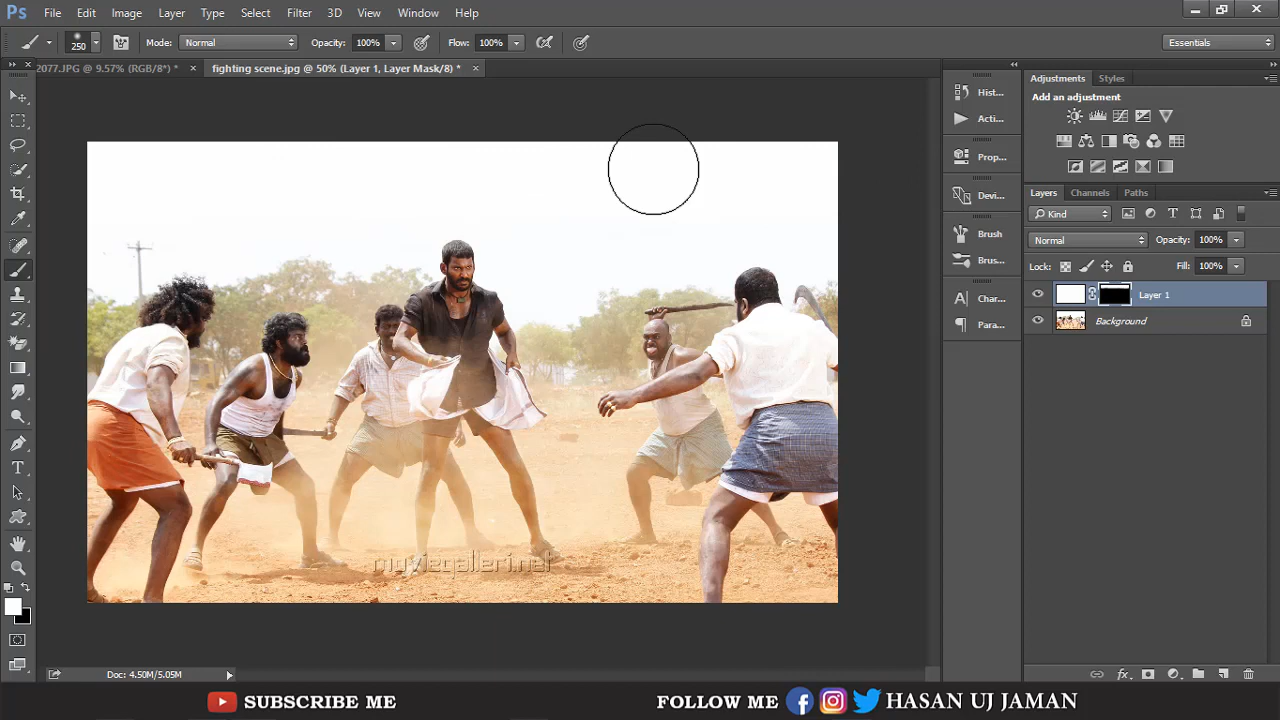 Ps File Edit Image Layer Type Select Filter 3D View Window Help
250 Mode: Normal Opacity: 100% Flow: 100% Essentials
2077.JPG @ 9.57% (RGB/8*) * × fighting scene.jpg @ 50% (Layer 1, Layer Mask/8) * ×
Hist...
Acti...
Prop...
Devi...
Brush
Brus...
Char...
Para...
Adjustments Styles
Add an adjustment
Layers Channels Paths
Kind
Normal Opacity: 100%
Lock: Fill: 100%
Layer 1
Background
T
muviegalleri.net
Doc: 4.50M/5.05M
SUBSCRIBE ME FOLLOW ME HASAN UJ JAMAN